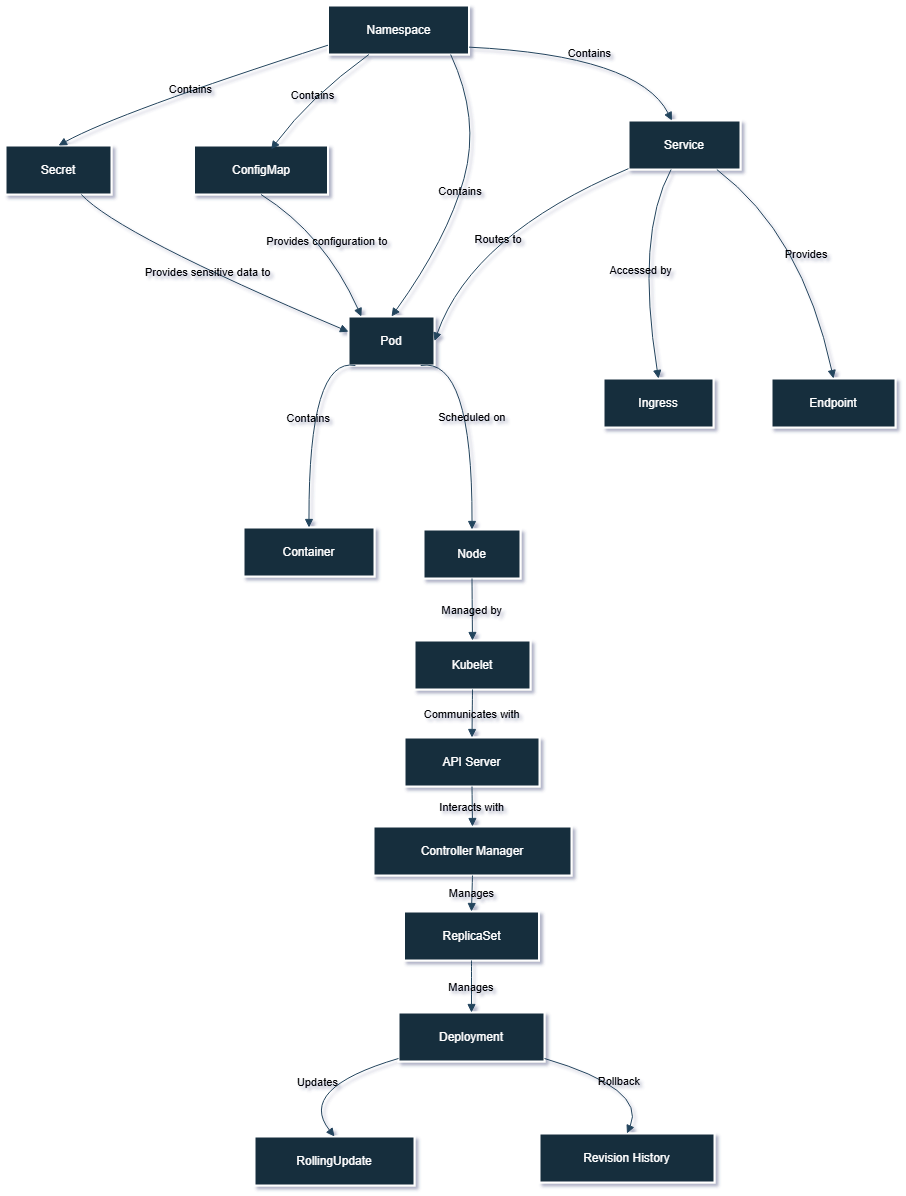 Namespace
Contains
Contains
Contains
Contains
Service
Secret
ConfigMap
Provides sensitive data to
Provides configuration to
Routes to
Accessed by
Provides
Pod
Ingress
Endpoint
Contains
Scheduled on
Container
Node
Managed by
Kubelet
Communicates with
API Server
Interacts with
Controller Manager
Manages
ReplicaSet
Manages
Deployment
Updates
Rollback
RollingUpdate
Revision History